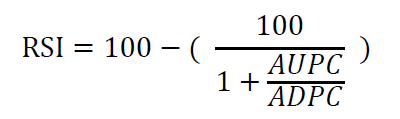 RSI = 100 − ( 100 / (1 + AUPC / ADPC) )